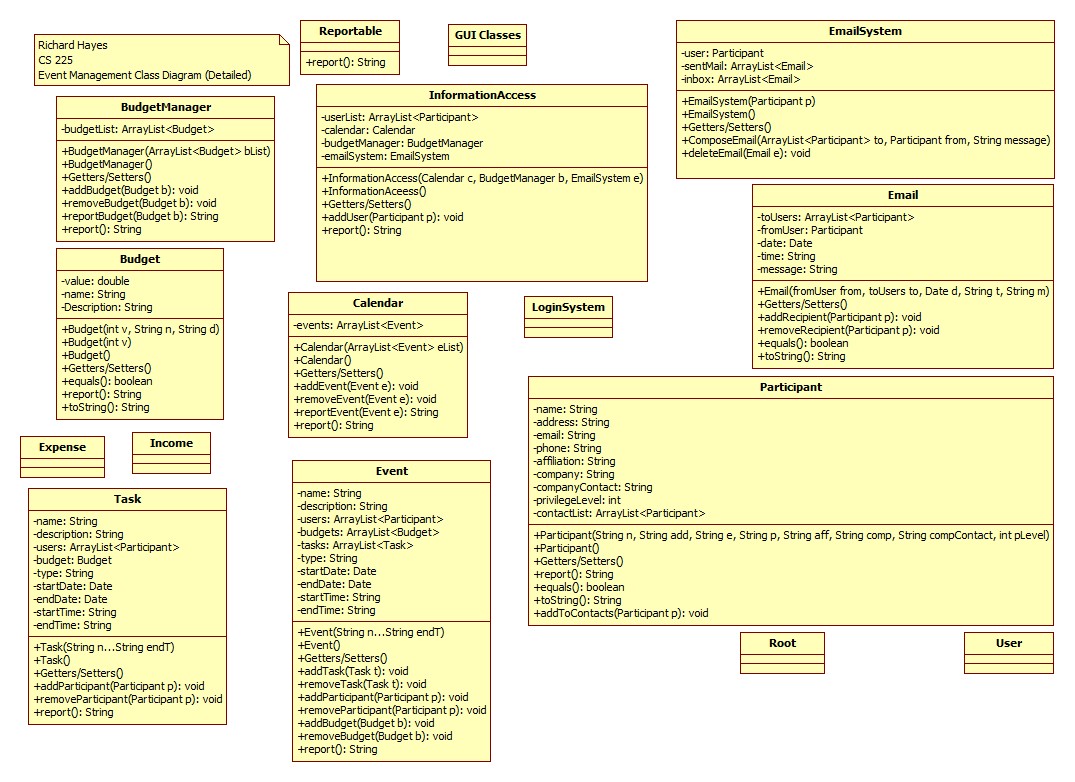 Richard Hayes
CS 225
Event Management Class Diagram (Detailed)
Reportable
+report(): String
GUI Classes
EmailSystem
-user: Participant
-sentMail: ArrayList<Email>
-inbox: ArrayList<Email>
+EmailSystem(Participant p)
+EmailSystem()
+Getters/Setters()
+ComposeEmail(ArrayList<Participant> to, Participant from, String message)
+deleteEmail(Email e): void
BudgetManager
-budgetList: ArrayList<Budget>
+BudgetManager(ArrayList<Budget> bList)
+BudgetManager()
+Getters/Setters()
+addBudget(Budget b): void
+removeBudget(Budget b): void
+reportBudget(Budget b): String
+report(): String
InformationAccess
-userList: ArrayList<Participant>
-calendar: Calendar
-budgetManager: BudgetManager
-emailSystem: EmailSystem
+InformationAccess(Calendar c, BudgetManager b, EmailSystem e)
+InformationAceess()
+Getters/Setters()
+addUser(Participant p): void
+report(): String
Email
-toUsers: ArrayList<Participant>
-fromUser: Participant
-date: Date
-time: String
-message: String
+Email(fromUser from, toUsers to, Date d, String t, String m)
+Getters/Setters()
+addRecipient(Participant p): void
+removeRecipient(Participant p): void
+equals(): boolean
+toString(): String
Budget
-value: double
-name: String
-Description: String
+Budget(int v, String n, String d)
+Budget(int v)
+Budget()
+Getters/Setters()
+equals(): boolean
+report(): String
+toString(): String
Calendar
-events: ArrayList<Event>
+Calendar(ArrayList<Event> eList)
+Calendar()
+Getters/Setters()
+addEvent(Event e): void
+removeEvent(Event e): void
+reportEvent(Event e): String
+report(): String
LoginSystem
Participant
-name: String
-address: String
-email: String
-phone: String
-affiliation: String
-company: String
-companyContact: String
-privilegeLevel: int
-contactList: ArrayList<Participant>
+Participant(String n, String add, String e, String p, String aff, String comp, String compContact, int pLevel)
+Participant()
+Getters/Setters()
+report(): String
+equals(): boolean
+toString(): String
+addToContacts(Participant p): void
Expense
Income
Task
-name: String
-description: String
-users: ArrayList<Participant>
-budget: Budget
-type: String
-startDate: Date
-endDate: Date
-startTime: String
-endTime: String
+Task(String n...String endT)
+Task()
+Getters/Setters()
+addParticipant(Participant p): void
+removeParticipant(Participant p): void
+report(): String
Event
-name: String
-description: String
-users: ArrayList<Participant>
-budgets: ArrayList<Budget>
-tasks: ArrayList<Task>
-type: String
-startDate: Date
-endDate: Date
-startTime: String
-endTime: String
+Event(String n...String endT)
+Event()
+Getters/Setters()
+addTask(Task t): void
+removeTask(Task t): void
+addParticipant(Participant p): void
+removeParticipant(Participant p): void
+addBudget(Budget b): void
+removeBudget(Budget b): void
+report(): String
Root
User